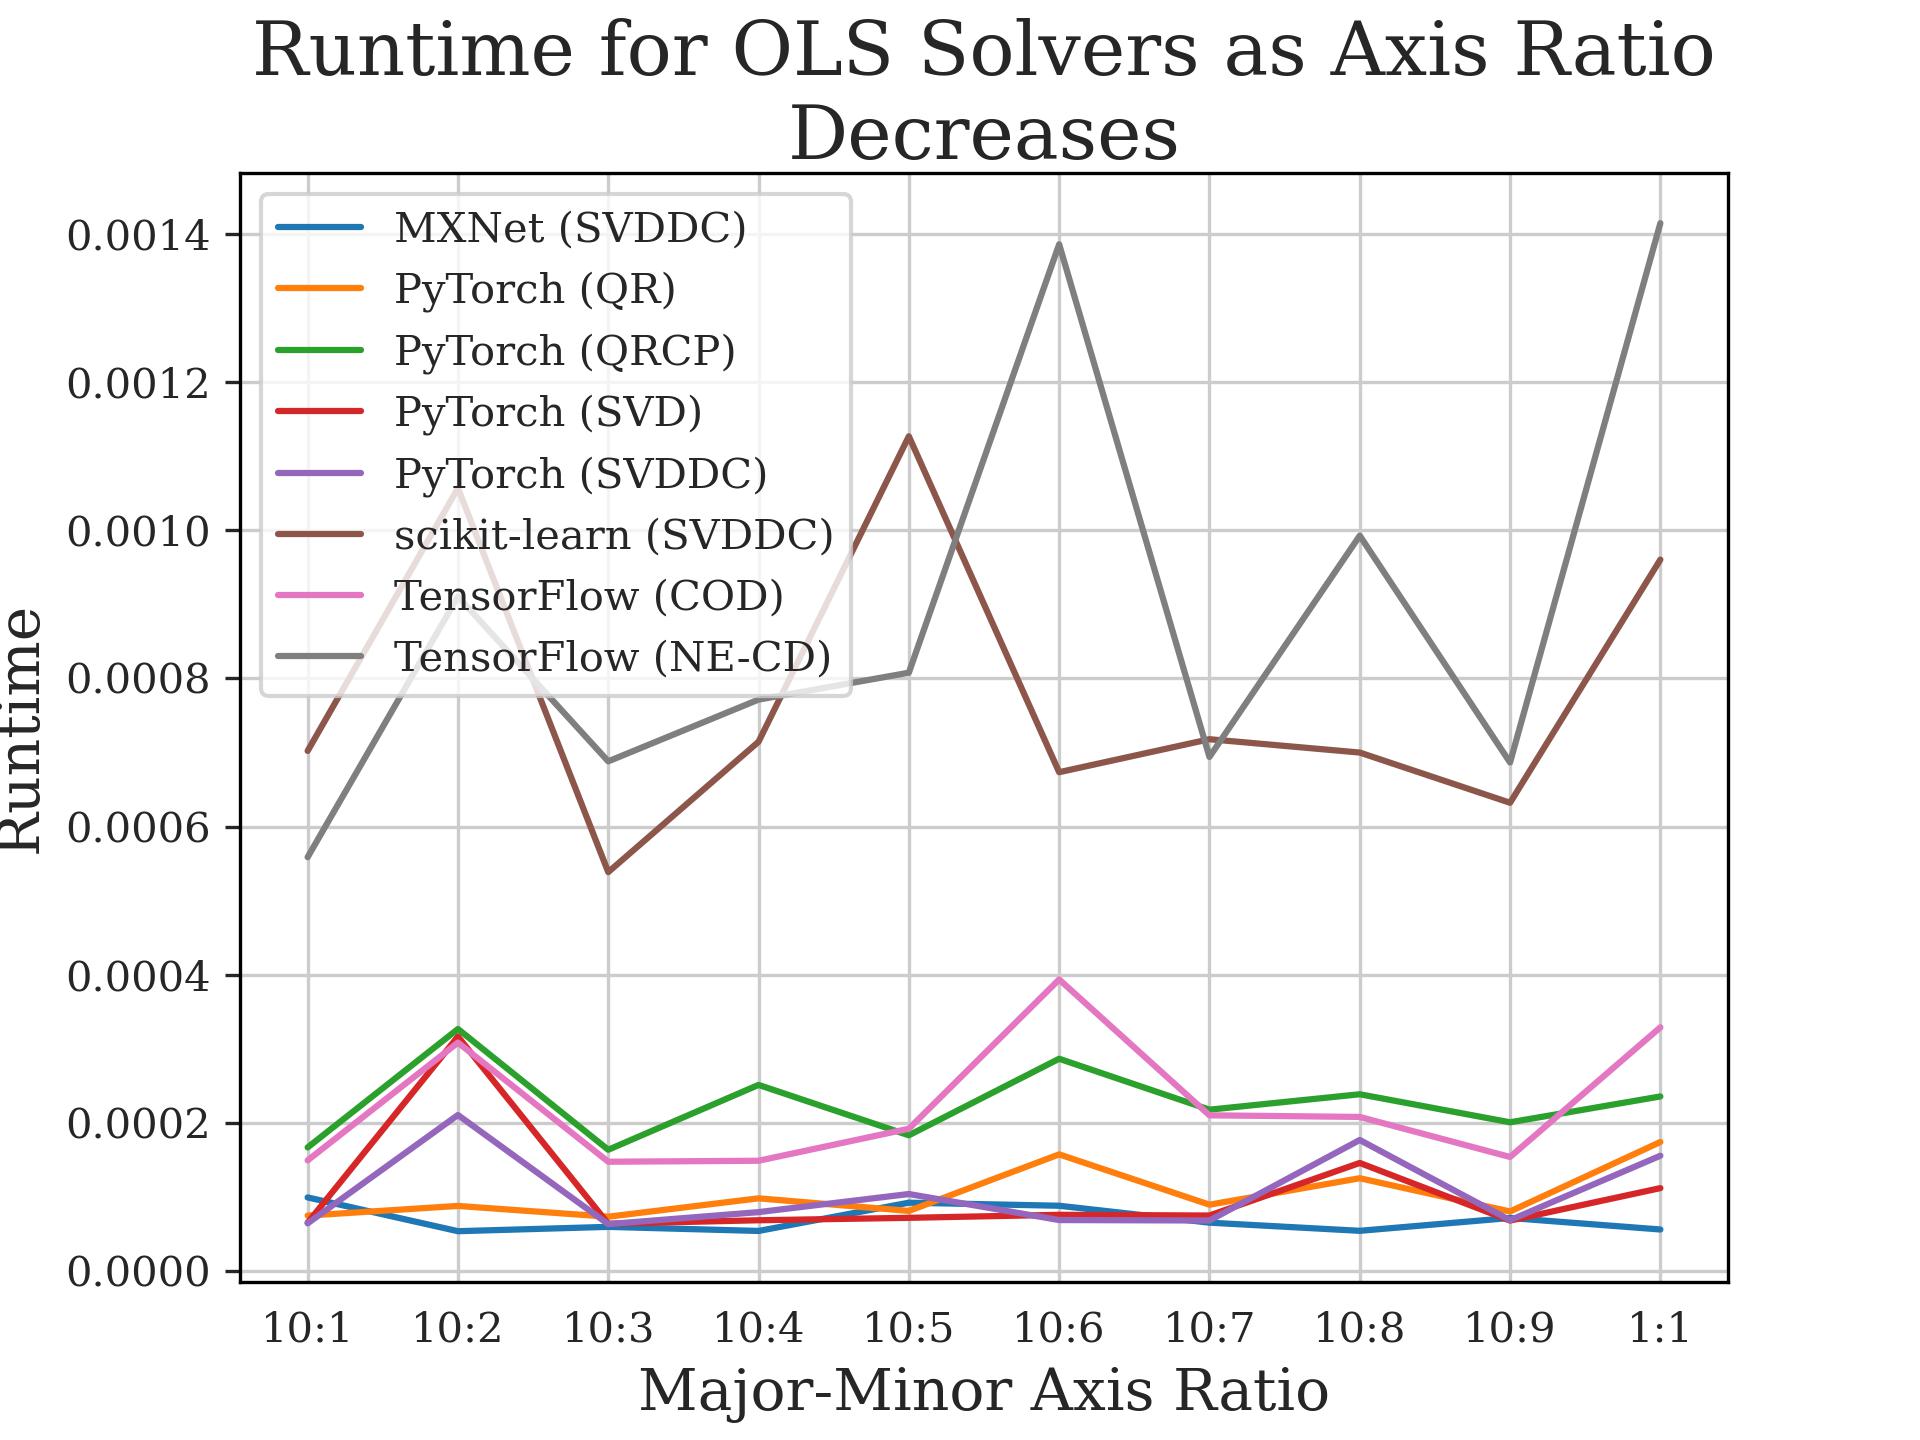 Runtime for OLS Solvers as Axis Ratio
Decreases
MXNet (SVDDC)
PyTorch (QR)
PyTorch (QRCP)
PyTorch (SVD)
PyTorch (SVDDC)
scikit-learn (SVDDC)
TensorFlow (COD)
TensorFlow (NE-CD)
0.0014
0.0012
0.0010
0.0008
0.0006
0.0004
0.0002
0.0000
Runtime
10:1 10:2 10:3 10:4 10:5 10:6 10:7 10:8 10:9 1:1
Major-Minor Axis Ratio